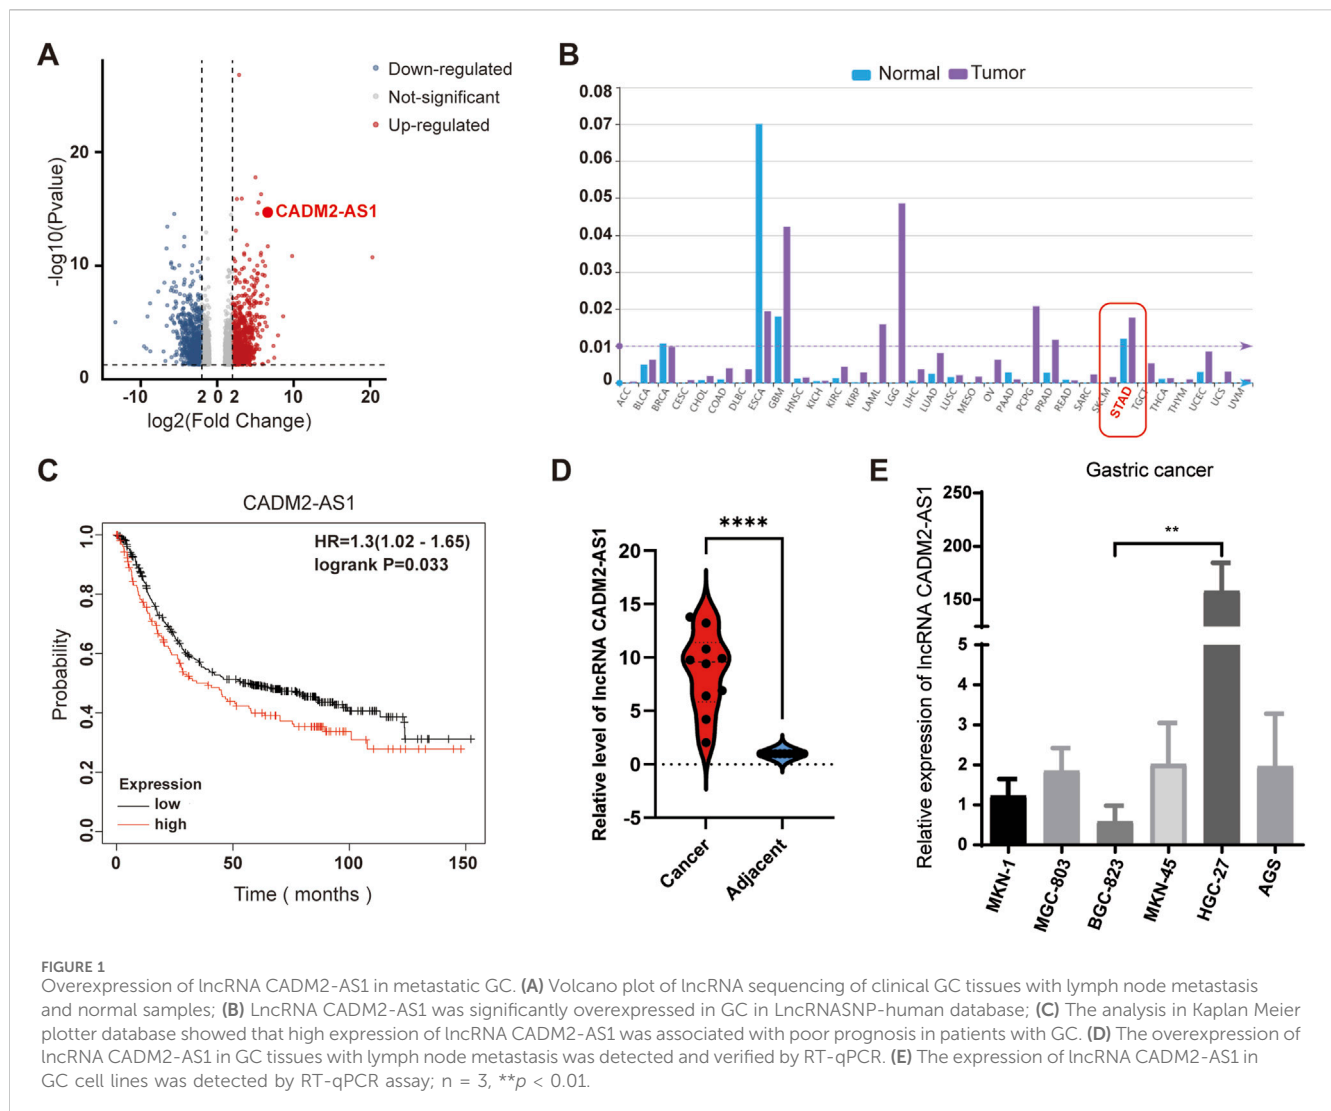 A
Down-regulated
Not-significant
Up-regulated
20
10
0
-log10(Pvalue)
CADM2-AS1
-10 2 0 2 10 20
log2(Fold Change)
B
Normal Tumor
0.08
0.07
0.06
0.05
0.04
0.03
0.02
0.01
0
ACC BLCA BRCA CESC CHOL COAD DLBC ESCA GBM HNSC KICH KIRC KIRP LAML LGG LIHC LUAD LUSC MESO OV PAAD PCPG PRAD READ SARC SKCM STAD TGCT THCA THYM UCEC UCS UVM
C
CADM2-AS1
HR=1.3(1.02 - 1.65)
logrank P=0.033
Probability
1.0
0.8
0.6
0.4
0.2
0.0
Expression
low
high
0 50 100 150
Time ( months )
D
****
Relative level of lncRNA CADM2-AS1
20
15
10
5
0
-5
Cancer Adjacent
E
Gastric cancer
Relative expression of lncRNA CADM2-AS1
250
200
150
5
4
3
2
1
0
**
MKN-1 MGC-803 BGC-823 MKN-45 HGC-27 AGS
FIGURE 1
Overexpression of lncRNA CADM2-AS1 in metastatic GC. (A) Volcano plot of lncRNA sequencing of clinical GC tissues with lymph node metastasis
and normal samples; (B) LncRNA CADM2-AS1 was significantly overexpressed in GC in LncRNASNP-human database; (C) The analysis in Kaplan Meier
plotter database showed that high expression of lncRNA CADM2-AS1 was associated with poor prognosis in patients with GC. (D) The overexpression of
lncRNA CADM2-AS1 in GC tissues with lymph node metastasis was detected and verified by RT-qPCR. (E) The expression of lncRNA CADM2-AS1 in
GC cell lines was detected by RT-qPCR assay; n = 3, **p < 0.01.